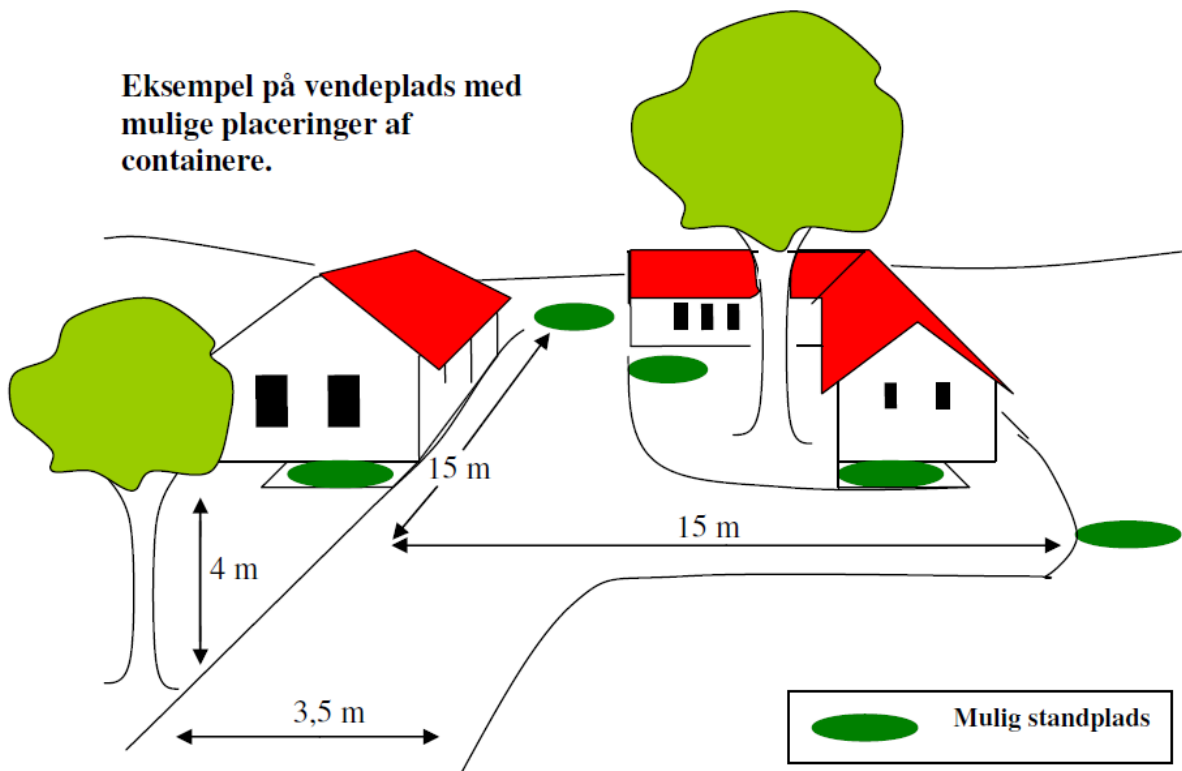 Eksempel på vendeplads med
mulige placeringer af
containere.
15 m
15 m
4 m
3,5 m
Mulig standplads